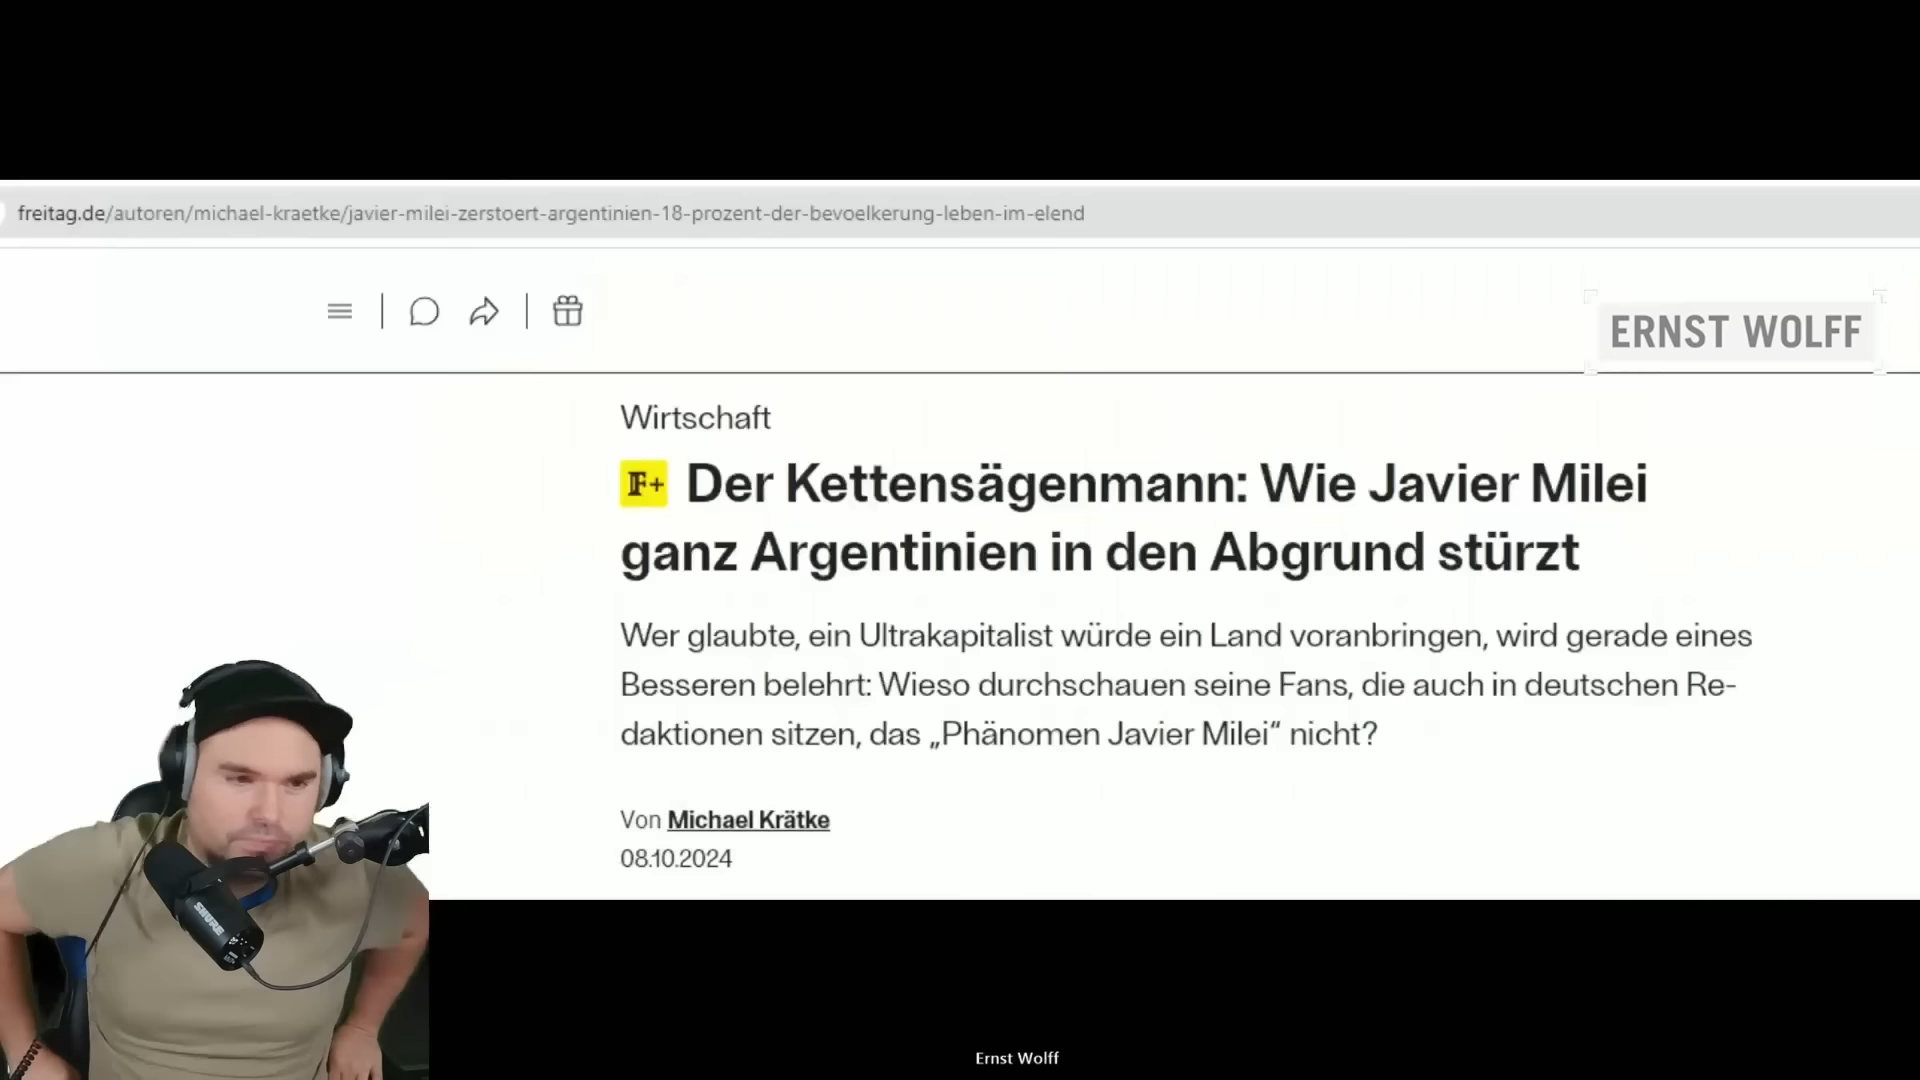 freitag.de/autoren/michael-kraetke/javier-milei-zerstoert-argentinien-18-prozent-der-bevoelkerung-leben-im-elend
ERNST WOLFF
Wirtschaft
F+ Der Kettensägenmann: Wie Javier Milei
ganz Argentinien in den Abgrund stürzt
Wer glaubte, ein Ultrakapitalist würde ein Land voranbringen, wird gerade eines
Besseren belehrt: Wieso durchschauen seine Fans, die auch in deutschen Re-
daktionen sitzen, das „Phänomen Javier Milei“ nicht?
Von Michael Krätke
08.10.2024
SHURE
Ernst Wolff